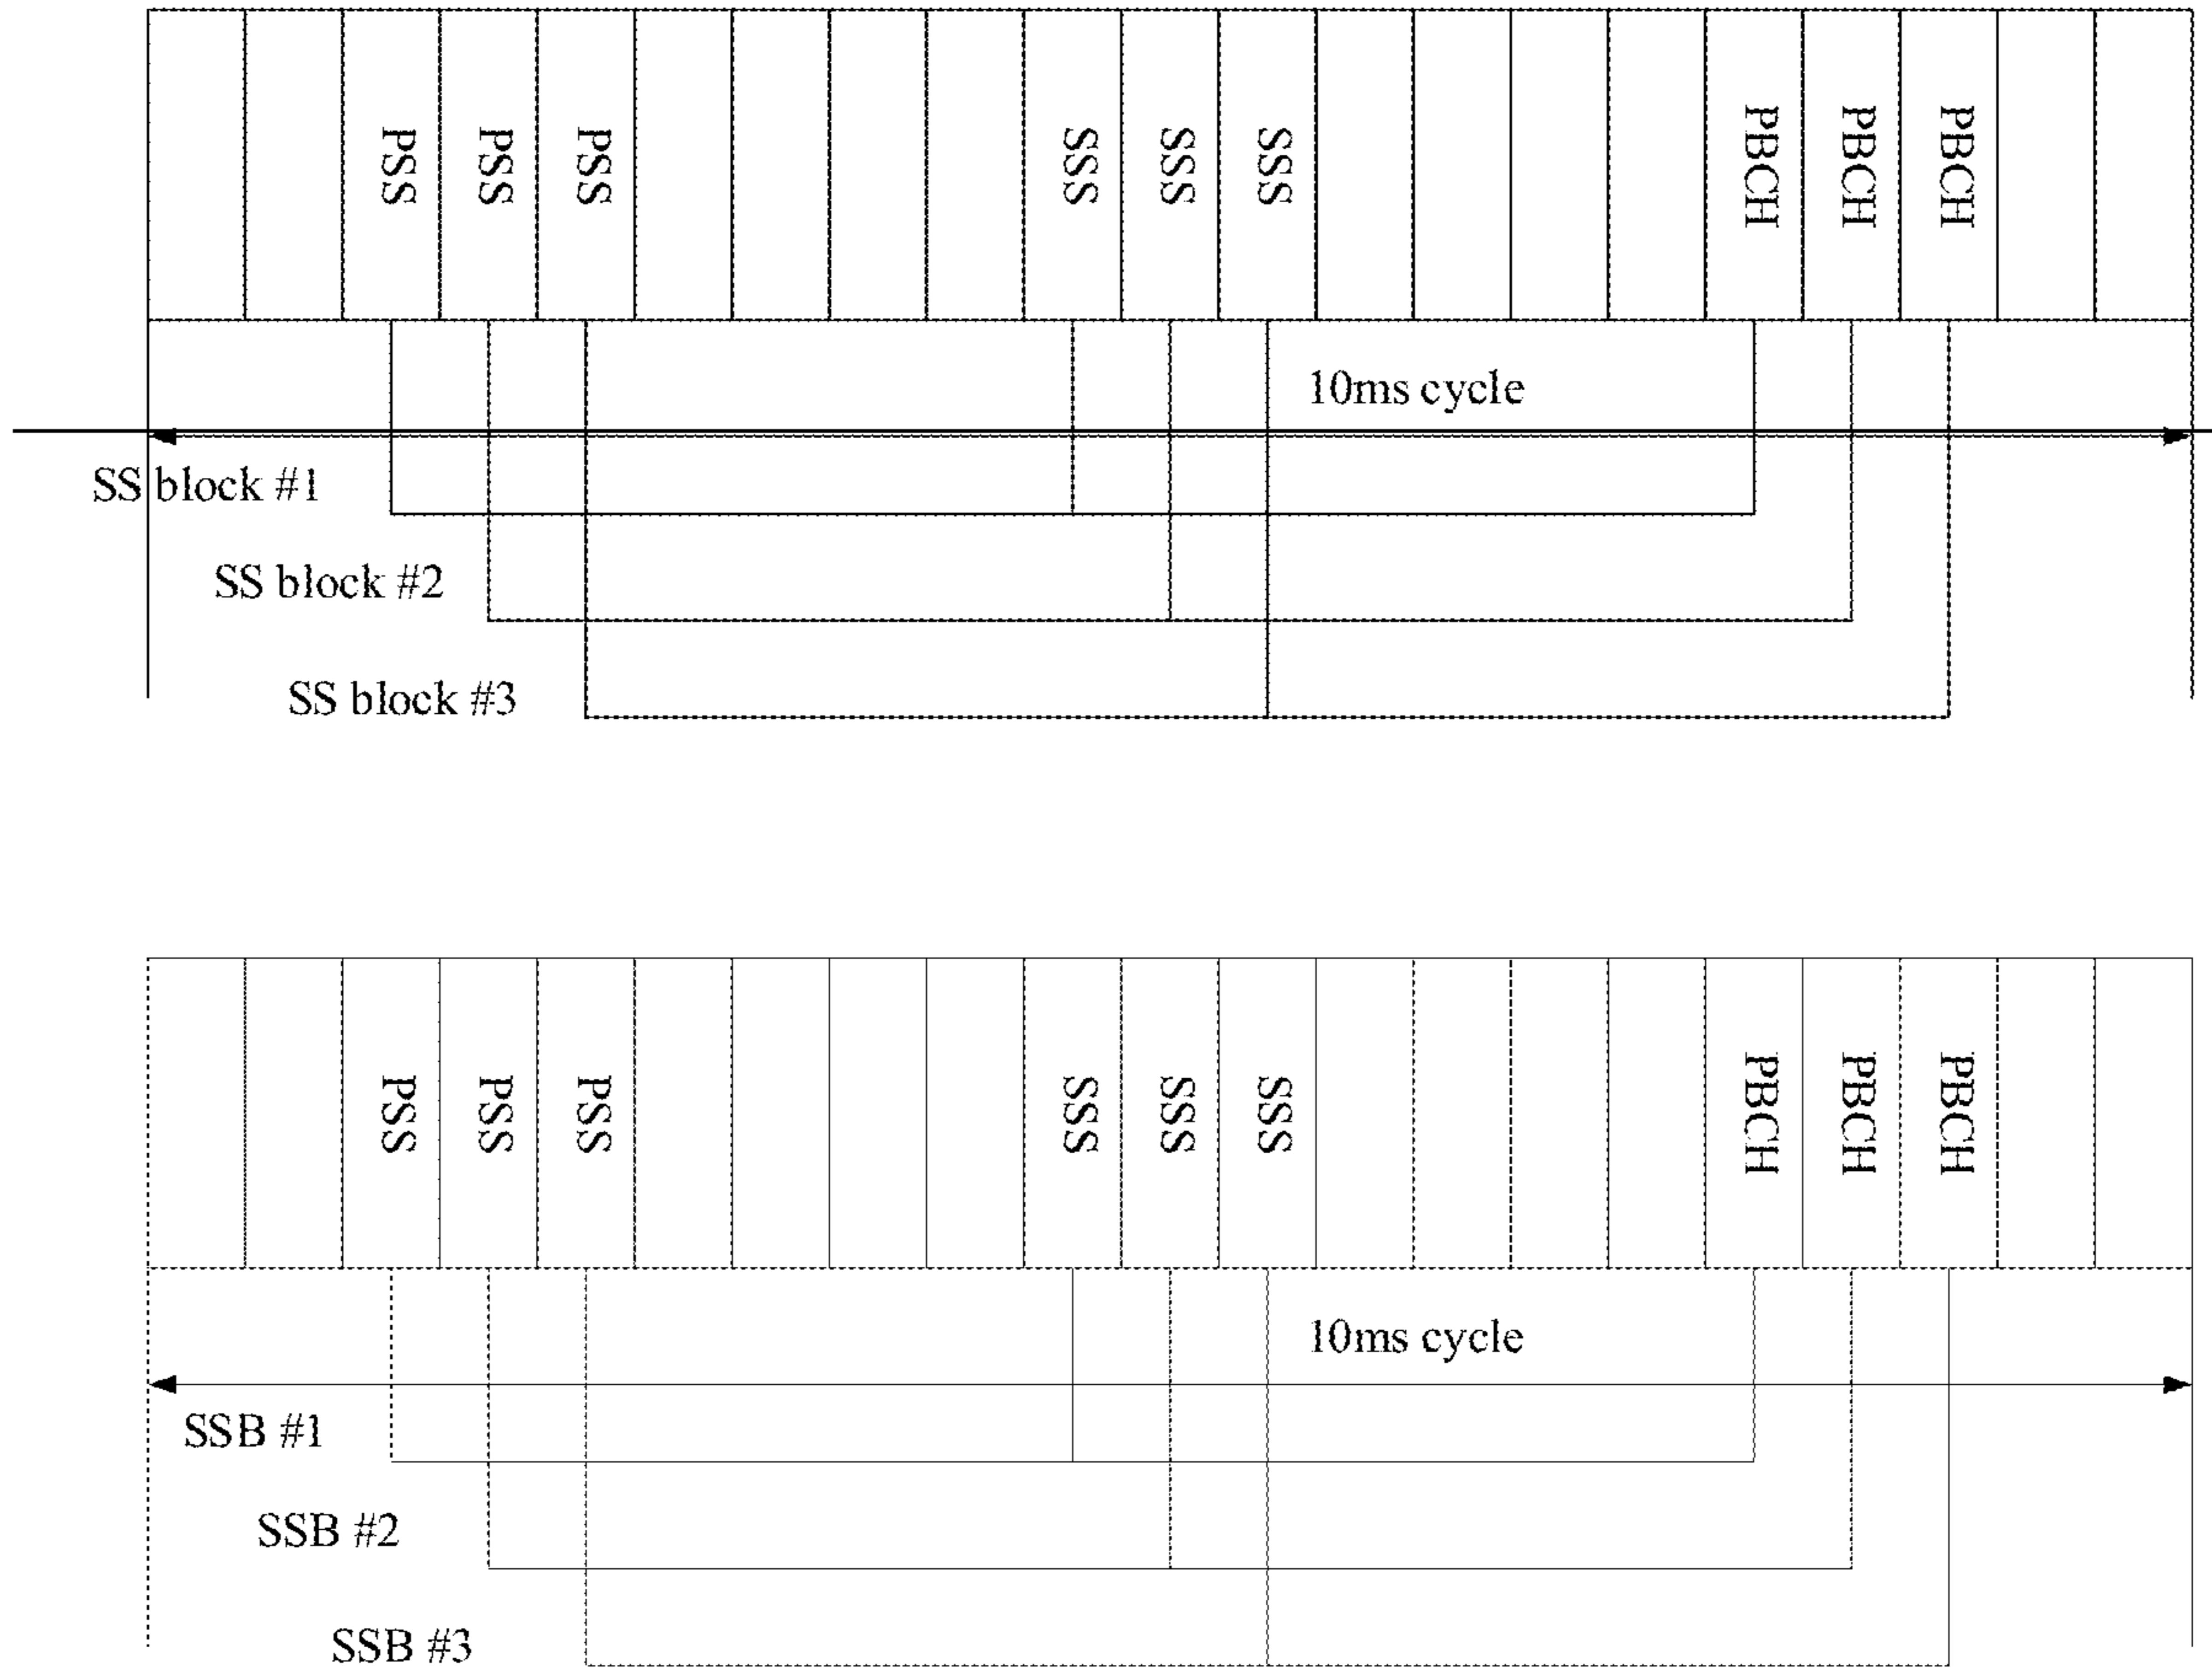 PSS PSS PSS SSS SSS SSS PBCH PBCH PBCH
10ms cycle
SS block #1
SS block #2
SS block #3
PSS PSS PSS SSS SSS SSS PBCH PBCH PBCH
10ms cycle
SSB #1
SSB #2
SSB #3